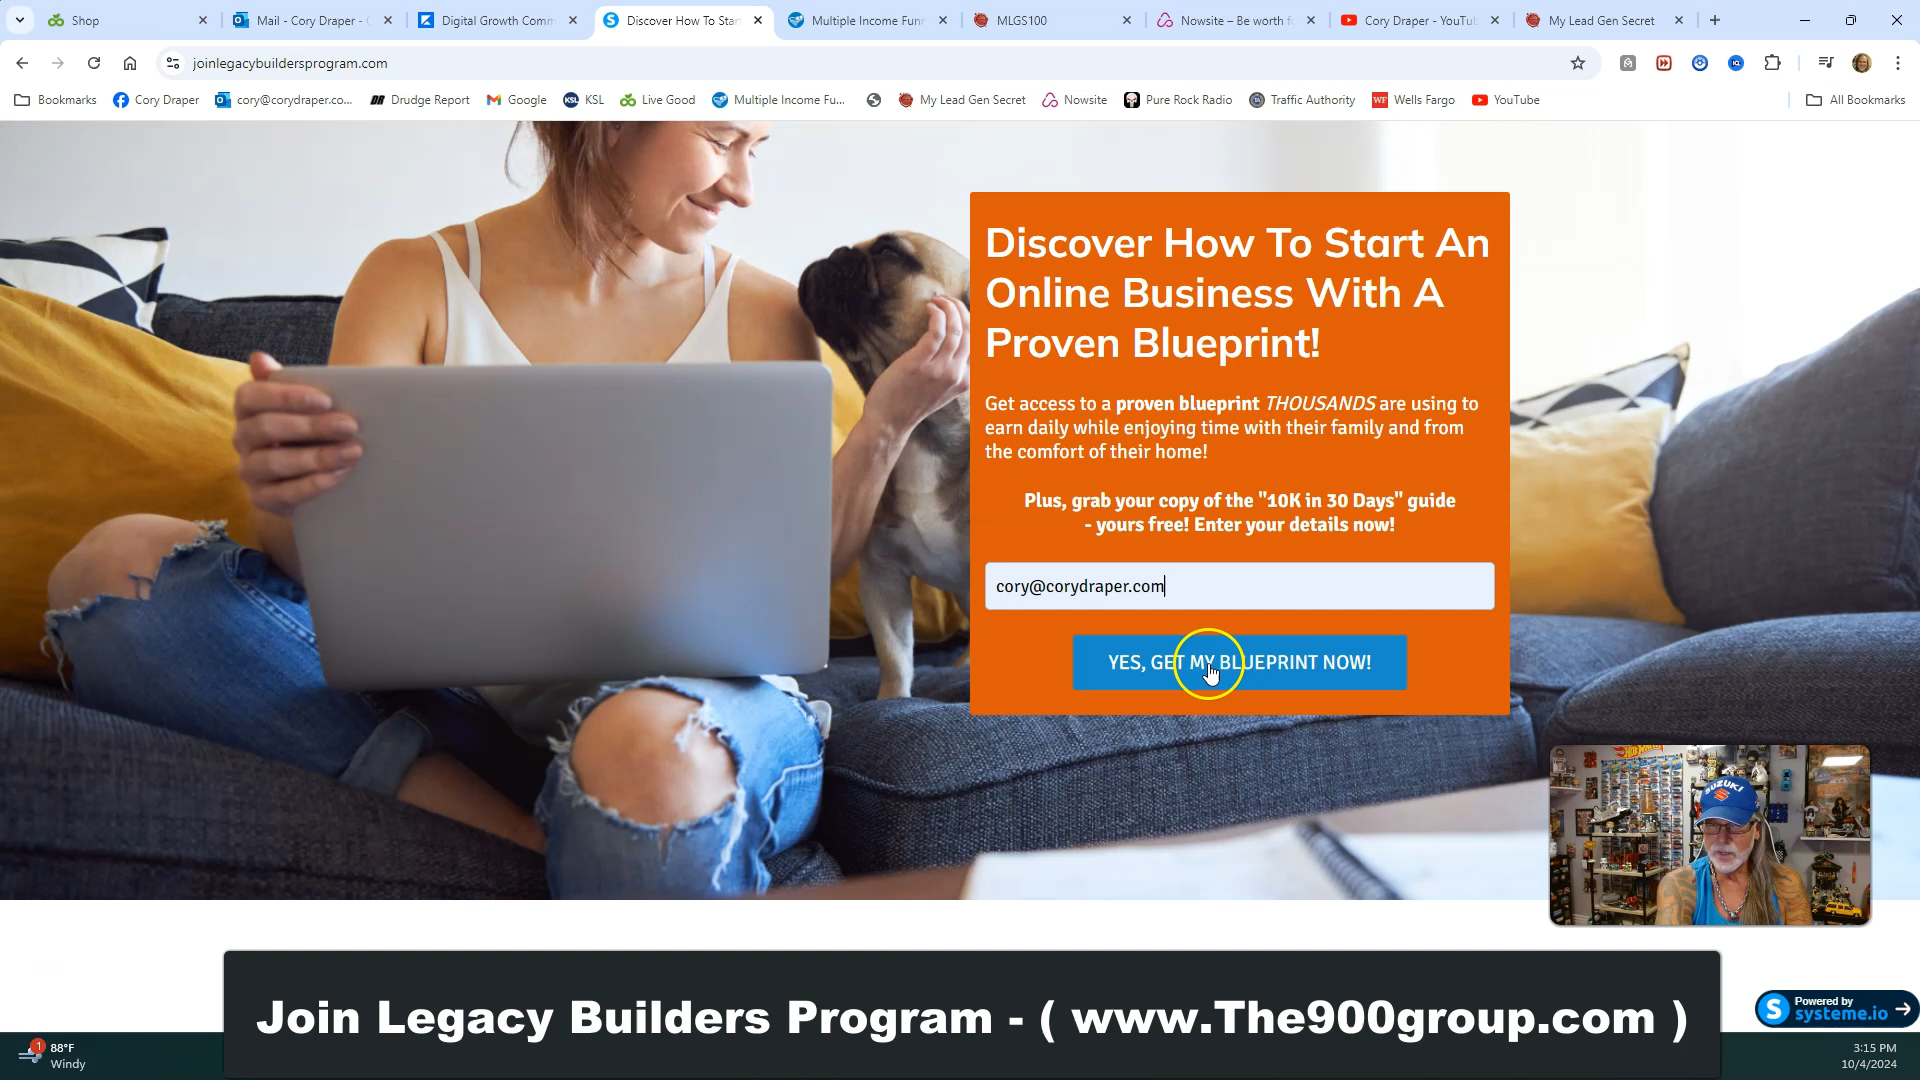 Shop
Mail - Cory Draper -
Digital Growth Comm
Discover How To Star
Multiple Income Fun
MLGS100
Nowsite – Be worth f
Cory Draper - YouTu
My Lead Gen Secret
joinlegacybuildersprogram.com
Bookmarks
Cory Draper
cory@corydraper.co...
DR Drudge Report
Google
KSL KSL
Live Good
Multiple Income Fu...
My Lead Gen Secret
Nowsite
Pure Rock Radio
TA Traffic Authority
WF Wells Fargo
YouTube
All Bookmarks
Discover How To Start An
Online Business With A
Proven Blueprint!
Get access to a proven blueprint THOUSANDS are using to
earn daily while enjoying time with their family and from
the comfort of their home!
Plus, grab your copy of the "10K in 30 Days" guide
- yours free! Enter your details now!
cory@corydraper.com
YES, GET MY BLUEPRINT NOW!
SUZUKI
Join Legacy Builders Program - ( www.The900group.com )
S Powered by
systeme.io
1
88°F
Windy
3:15 PM
10/4/2024